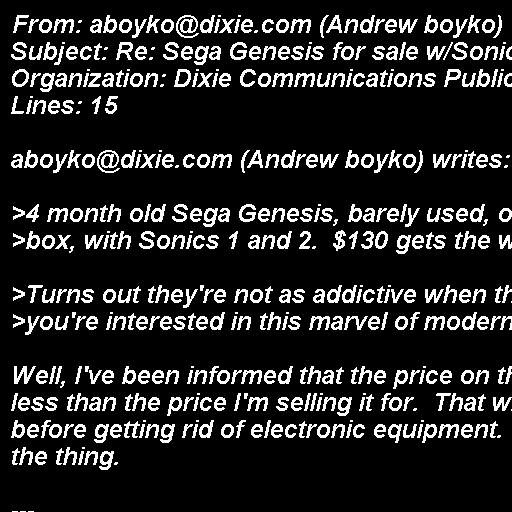 From: aboyko@dixie.com (Andrew boyko)
Subject: Re: Sega Genesis for sale w/Sonic
Organization: Dixie Communications Public
Lines: 15

aboyko@dixie.com (Andrew boyko) writes:

>4 month old Sega Genesis, barely used, o
>box, with Sonics 1 and 2.  $130 gets the w

>Turns out they're not as addictive when th
>you're interested in this marvel of modern

Well, I've been informed that the price on th
less than the price I'm selling it for.  That w
before getting rid of electronic equipment.
the thing.

---